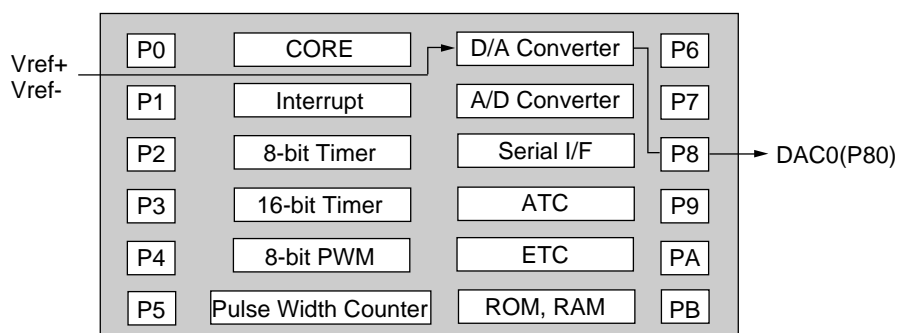 Vref+
Vref-
P0
CORE
D/A Converter
P6
P1
Interrupt
A/D Converter
P7
P2
8-bit Timer
Serial I/F
P8
DAC0(P80)
P3
16-bit Timer
ATC
P9
P4
8-bit PWM
ETC
PA
P5
Pulse Width Counter
ROM, RAM
PB